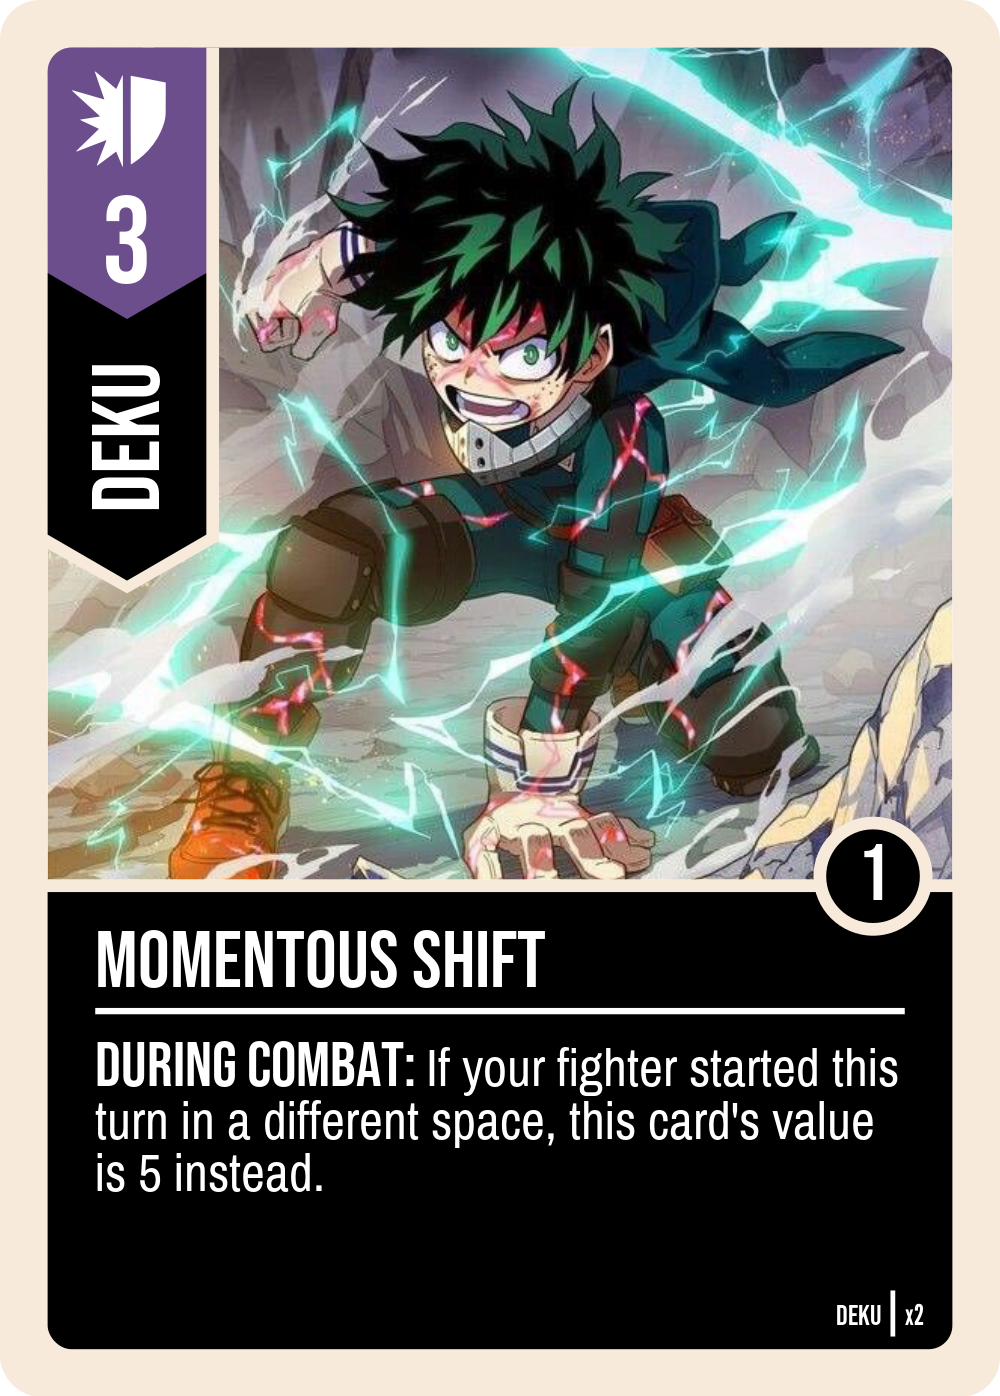 3
DEKU
1
MOMENTOUS SHIFT
DURING COMBAT: If your fighter started this
turn in a different space, this card's value
is 5 instead.
DEKU | x2